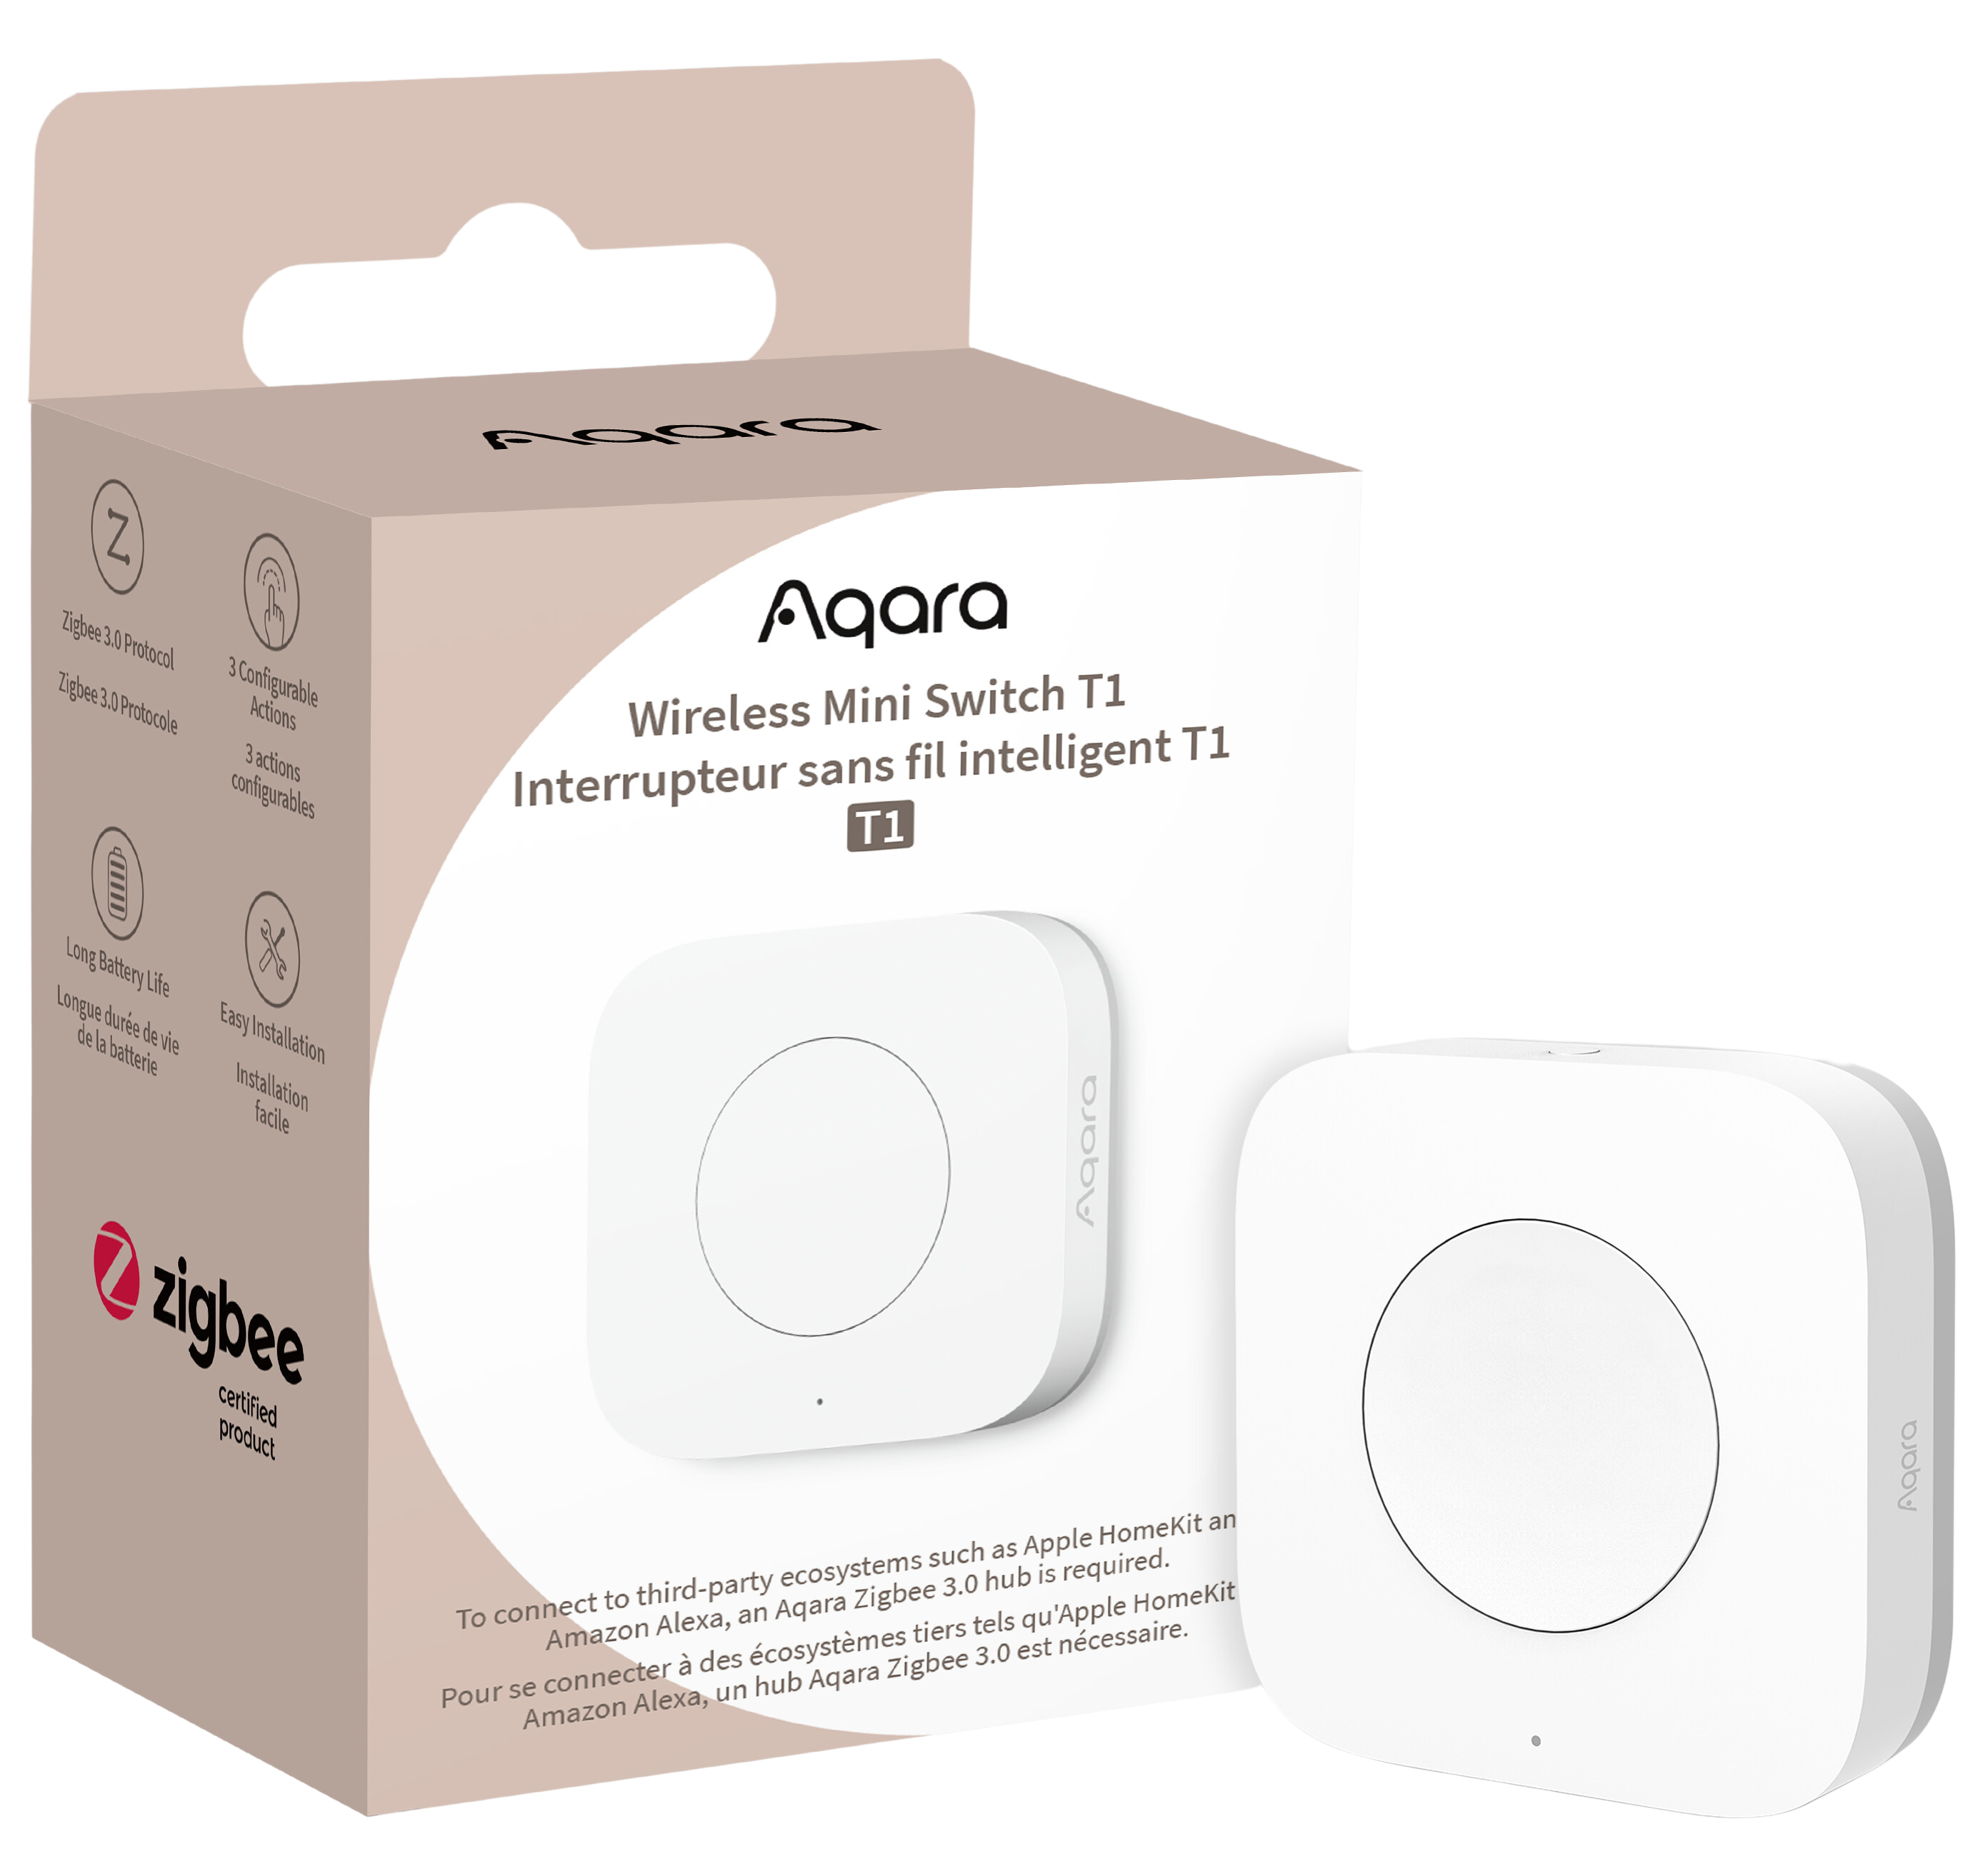 Aqara
Aqara
Wireless Mini Switch T1
Interrupteur sans fil intelligent T1
T1
Aqara
To connect to third-party ecosystems such as Apple HomeKit an
Amazon Alexa, an Aqara Zigbee 3.0 hub is required.
Pour se connecter à des écosystèmes tiers tels qu'Apple HomeKit
Amazon Alexa, un hub Aqara Zigbee 3.0 est nécessaire.
Z
Zigbee 3.0 Protocol
Zigbee 3.0 Protocole
3 Configurable
Actions
3 actions
configurables
Long Battery Life
Longue durée de vie
de la batterie
Easy Installation
Installation
facile
zigbee
certified
product
Aqara